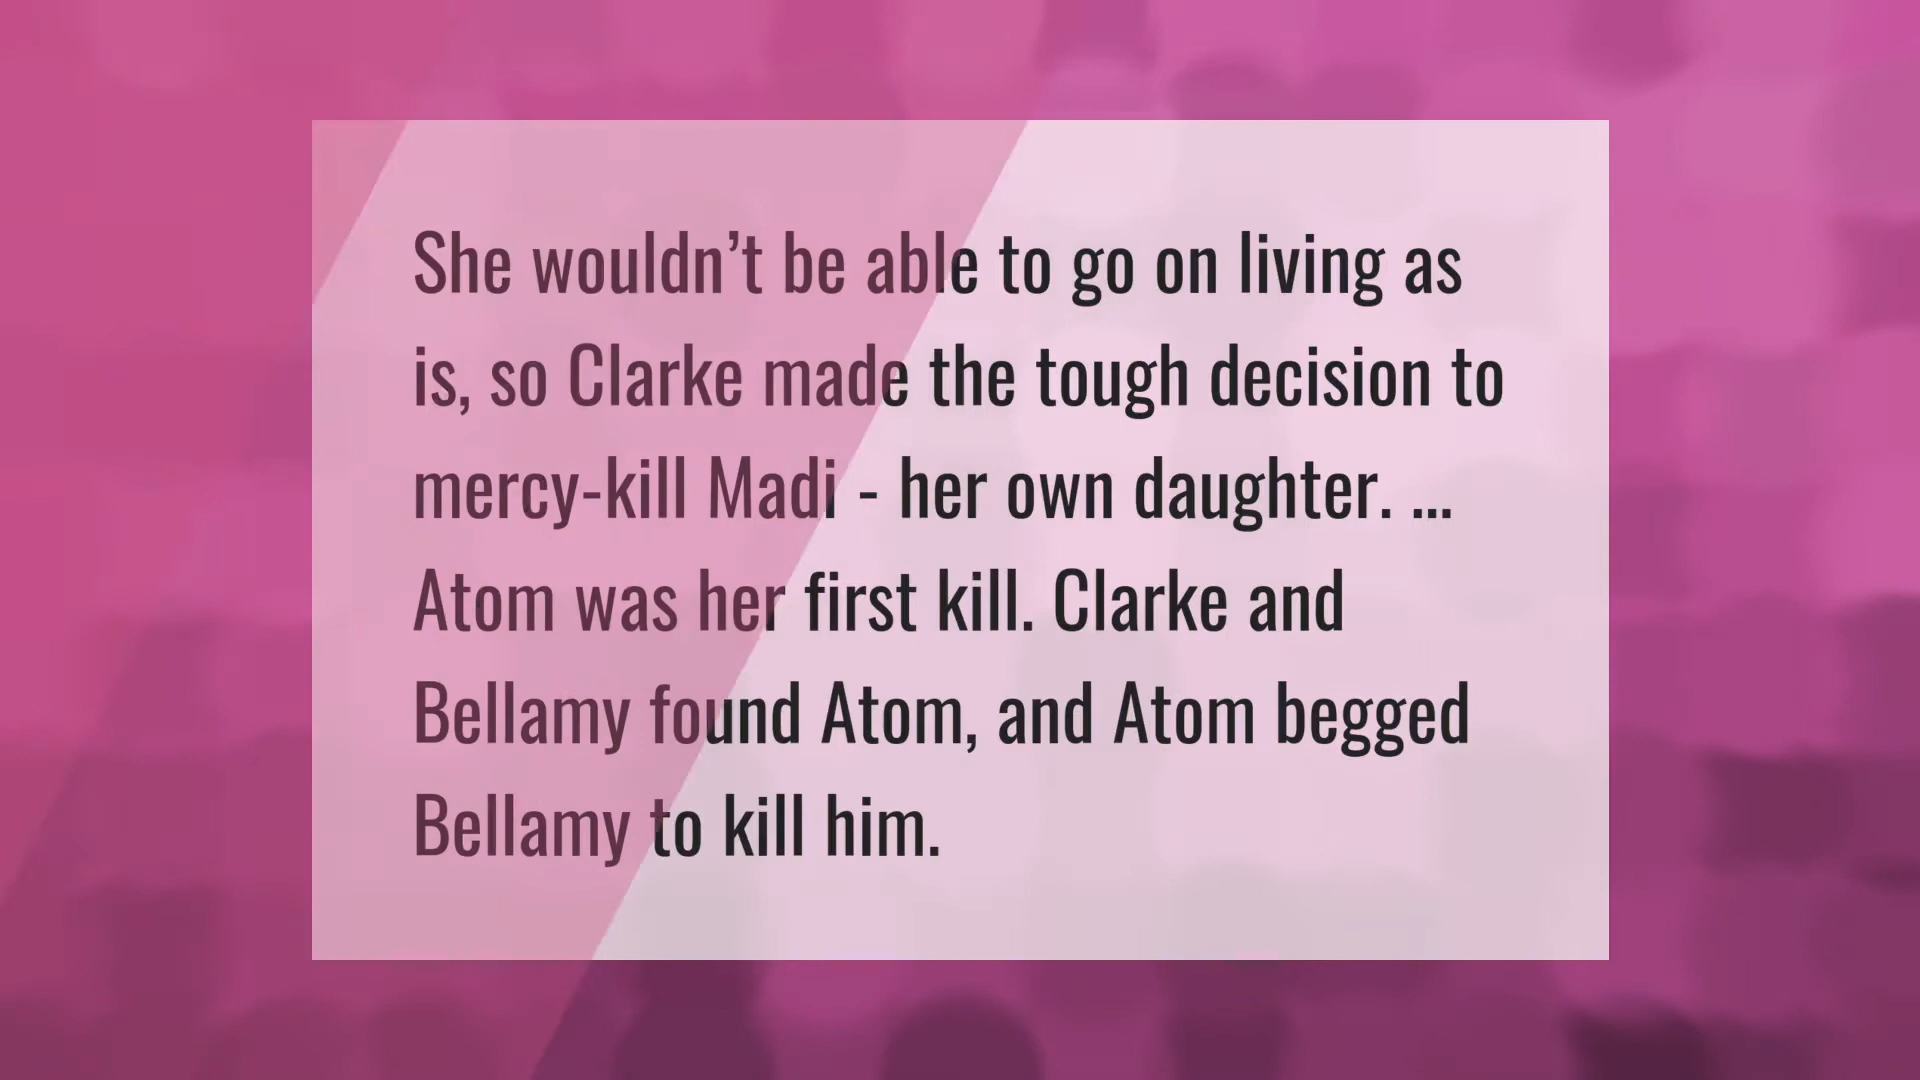 She wouldn’t be able to go on living as
is, so Clarke made the tough decision to
mercy-kill Madi - her own daughter. ...
Atom was her first kill. Clarke and
Bellamy found Atom, and Atom begged
Bellamy to kill him.